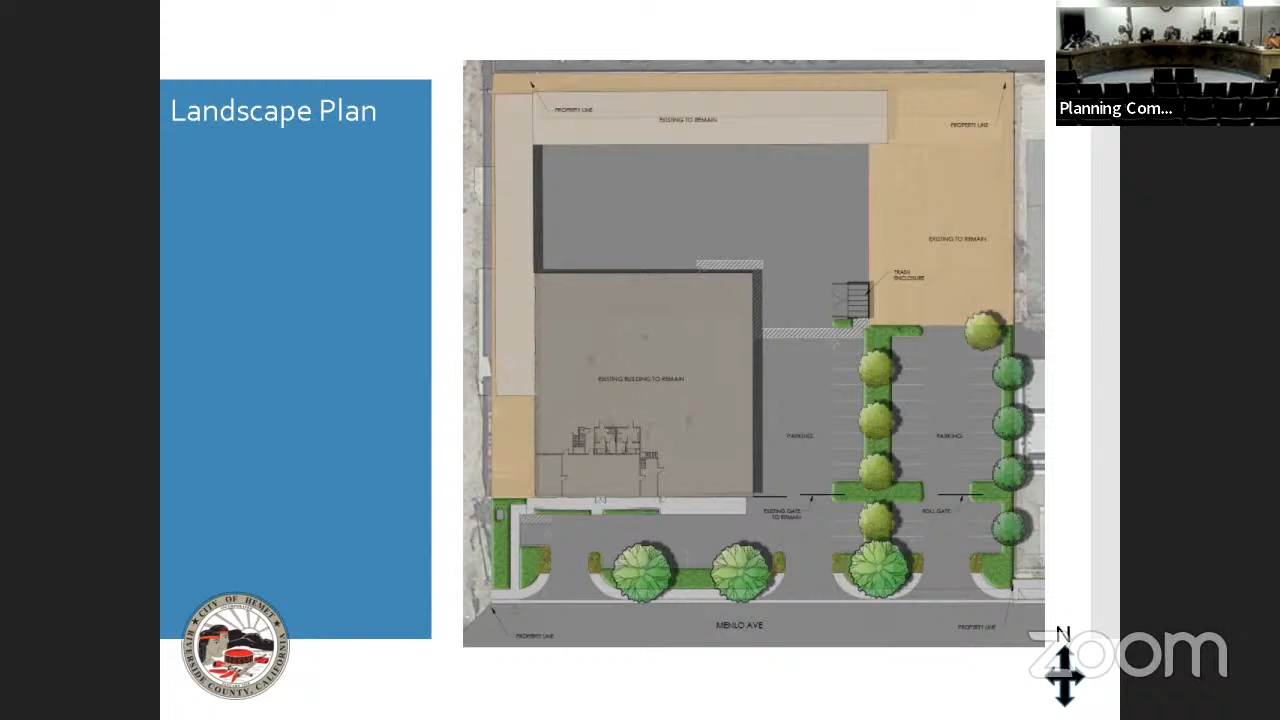 Landscape Plan
PROPERTY LINE
EXISTING TO REMAIN
PROPERTY LINE
EXISTING TO REMAIN
TRASH
ENCLOSURE
EXISTING BUILDING TO REMAIN
PARKING
PARKING
EXISTING GATE
TO REMAIN
ROLL GATE
MENLO AVE
PROPERTY LINE
PROPERTY LINE
CITY OF HEMET
RIVERSIDE COUNTY, CALIFORNIA
N
zoom
Planning Com...